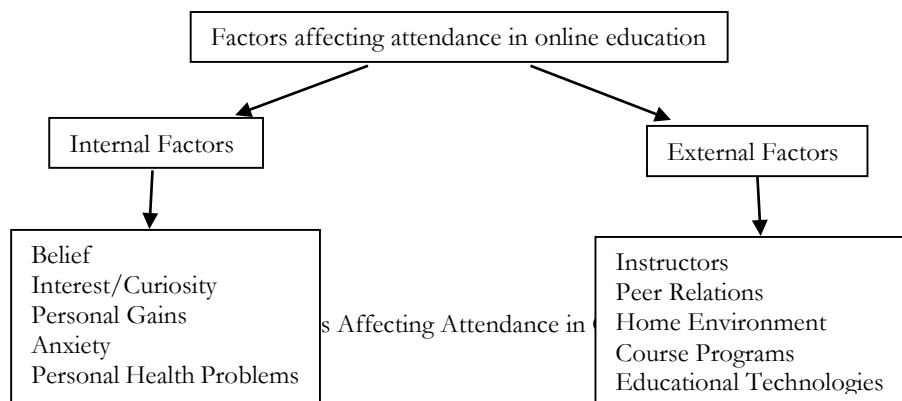 Factors affecting attendance in online education
Internal Factors
External Factors
Belief
Interest/Curiosity
Personal Gains
Anxiety
Personal Health Problems
s Affecting Attendance in
Instructors
Peer Relations
Home Environment
Course Programs
Educational Technologies